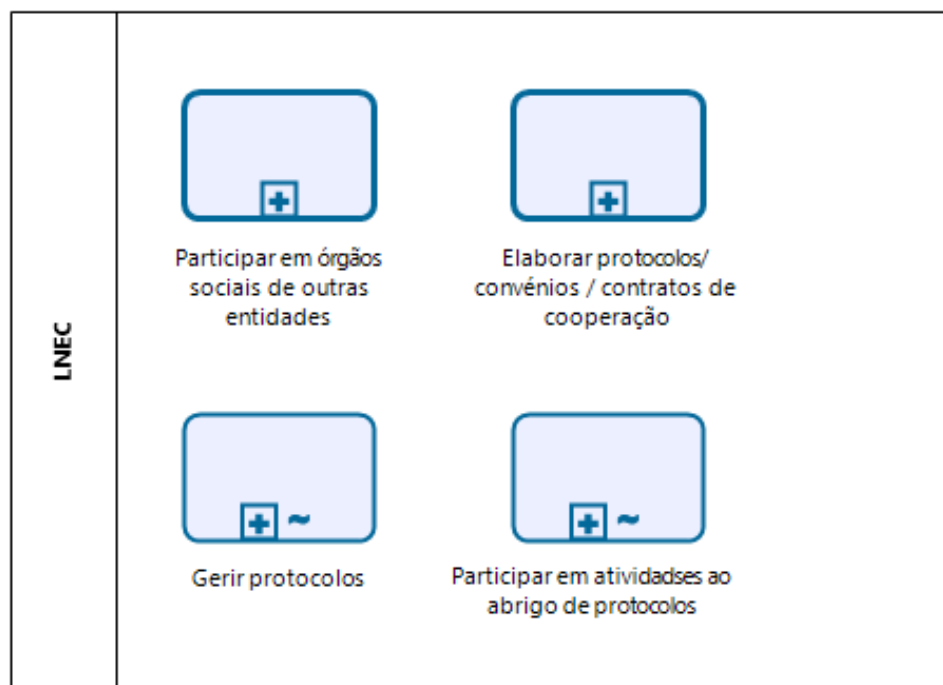 LNEC
Participar em órgãos
sociais de outras
entidades
Elaborar protocolos/
convénios / contratos de
cooperação
Gerir protocolos
Participar em atividadses ao
abrigo de protocolos